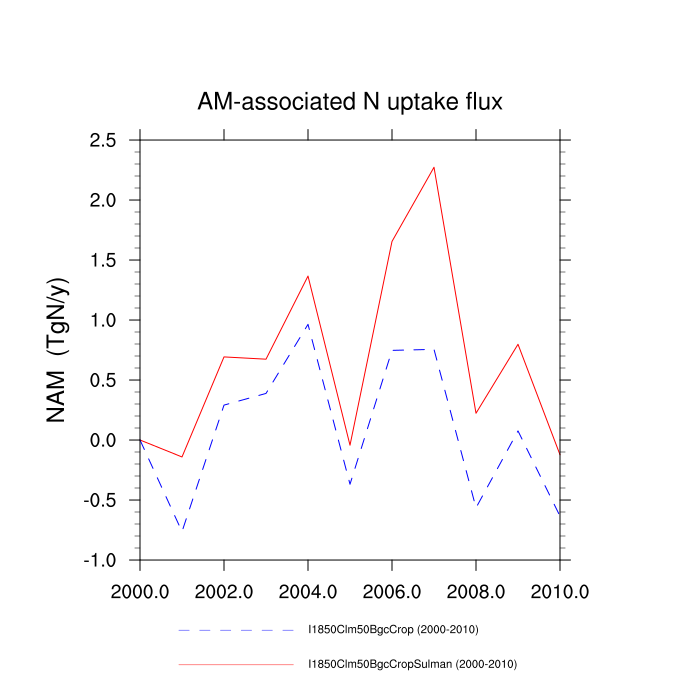 AM-associated N uptake flux
2.5
2.0
1.5
1.0
0.5
0.0
-0.5
-1.0
NAM (TgN/y)
2000.0 2002.0 2004.0 2006.0 2008.0 2010.0
I1850Clm50BgcCrop (2000-2010)
I1850Clm50BgcCropSulman (2000-2010)